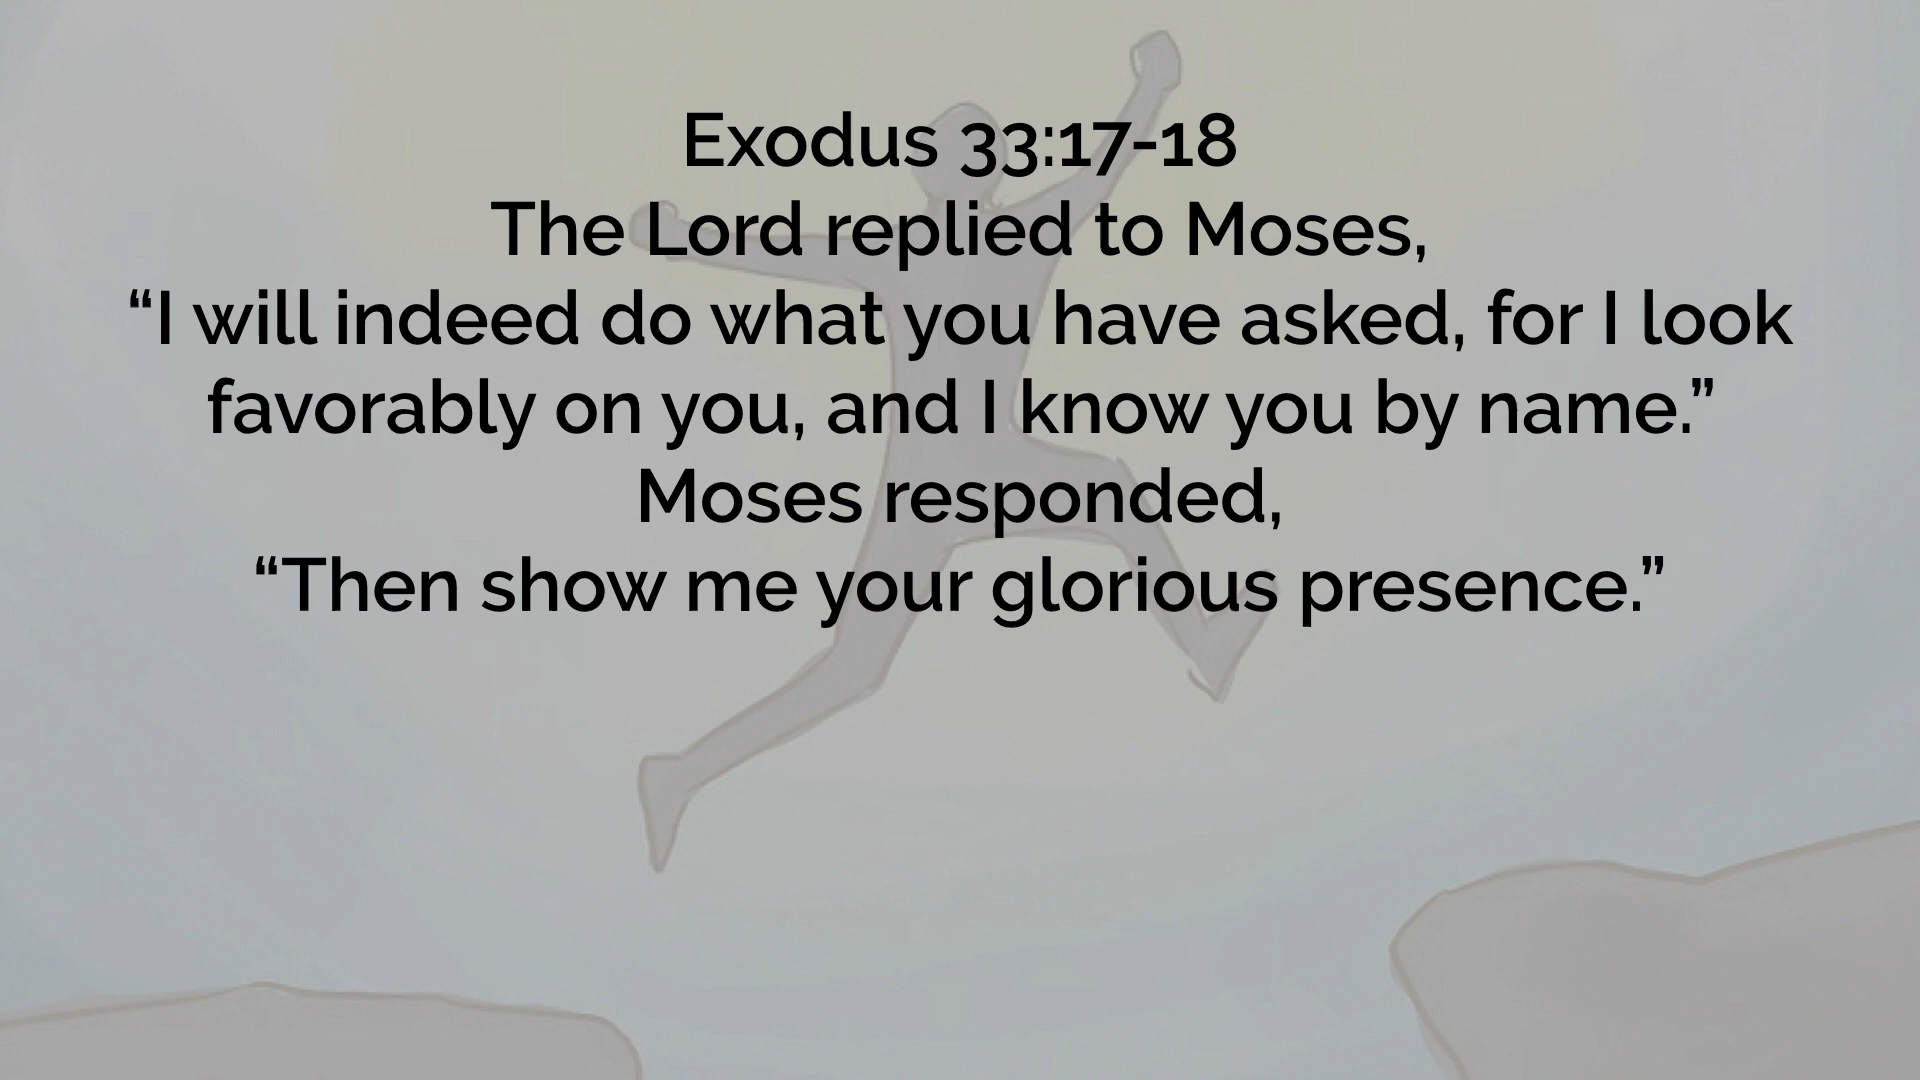 Exodus 33:17-18
The Lord replied to Moses,
“I will indeed do what you have asked, for I look
favorably on you, and I know you by name.”
Moses responded,
“Then show me your glorious presence.”